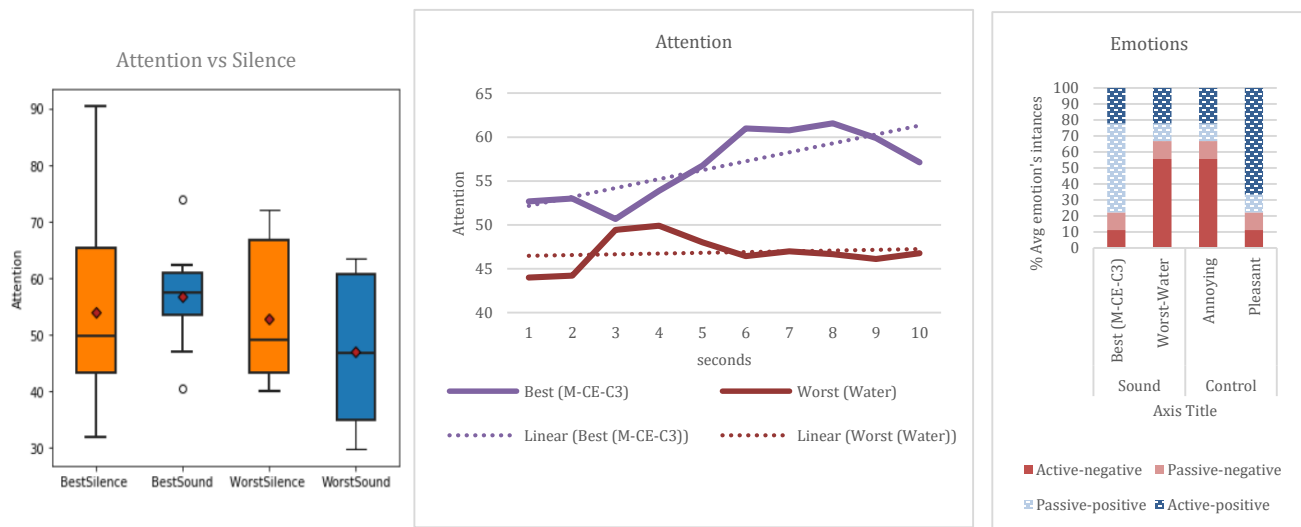 Attention vs Silence
Attention
90
80
70
60
50
40
30
BestSilence BestSound WorstSilence WorstSound
Attention
Attention
65
60
55
50
45
40
1 2 3 4 5 6 7 8 9 10
seconds
Best (M-CE-C3) Worst (Water)
Linear (Best (M-CE-C3)) Linear (Worst (Water))
Emotions
% Avg emotion's intances
100
90
80
70
60
50
40
30
20
10
0
Best (M-CE-C3)
Worst-Water
Annoying
Pleasant
Sound Control
Axis Title
Active-negative Passive-negative
Passive-positive Active-positive